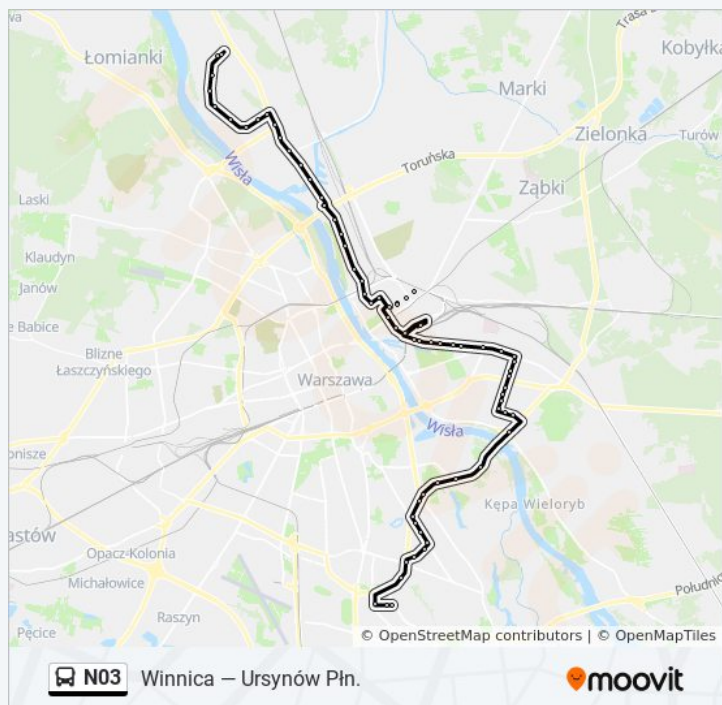 Łomianki
Trasa
Kobyłka
Marki
Turów
Zielonka
Toruńska
Wisła
Ząbki
Laski
Klaudyn
Janów
e Babice
Blizne
Łaszczyńskiego
Warszawa
onisze
Wisła
Kępa Wieloryb
astów
Opacz-Kolonia
Michałowice
Południo
Raszyn
Pęcice
© OpenStreetMap contributors | © OpenMapTiles
N03 Winnica — Ursynów Płn.
moovit